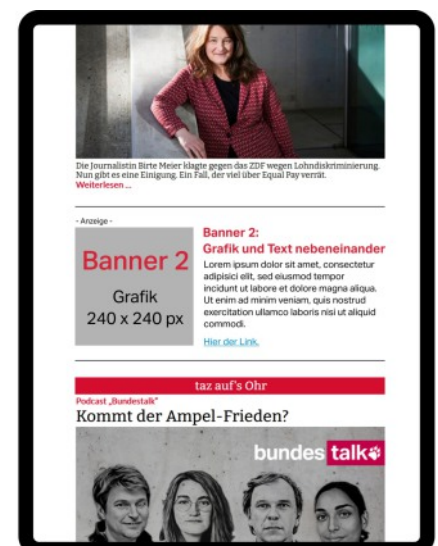 Die Journalistin Birte Meier klagte gegen das ZDF wegen Lohndiskriminierung.
Nun gibt es eine Einigung. Ein Fall, der viel über Equal Pay verrät.
Weiterlesen ...
- Anzeige -
Banner 2
Grafik
240 x 240 px
Banner 2:
Grafik und Text nebeneinander
Lorem ipsum dolor sit amet, consectetur
adipisici elit, sed eiusmod tempor
incidunt ut labore et dolore magna aliqua.
Ut enim ad minim veniam, quis nostrud
exercitation ullamco laboris nisi ut aliquid
commodi.
Hier der Link.
taz auf's Ohr
Podcast „Bundestalk"
Kommt der Ampel-Frieden?
bundes talk